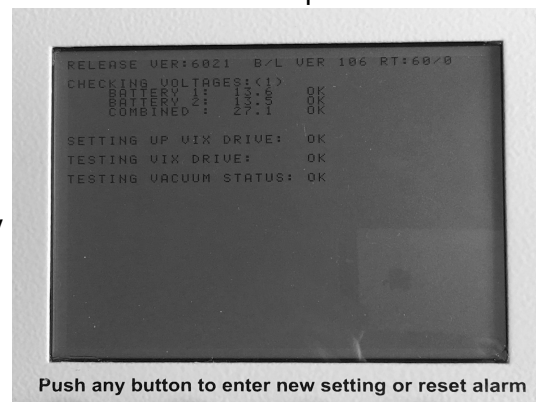 RELEASE VER:6021 B/L VER 106 RT:60/0
CHECKING VOLTAGES:(1)
BATTERY 1: 13.6 OK
BATTERY 2: 13.5 OK
COMBINED : 27.1 OK
SETTING UP VIX DRIVE: OK
TESTING VIX DRIVE: OK
TESTING VACUUM STATUS: OK
Push any button to enter new setting or reset alarm